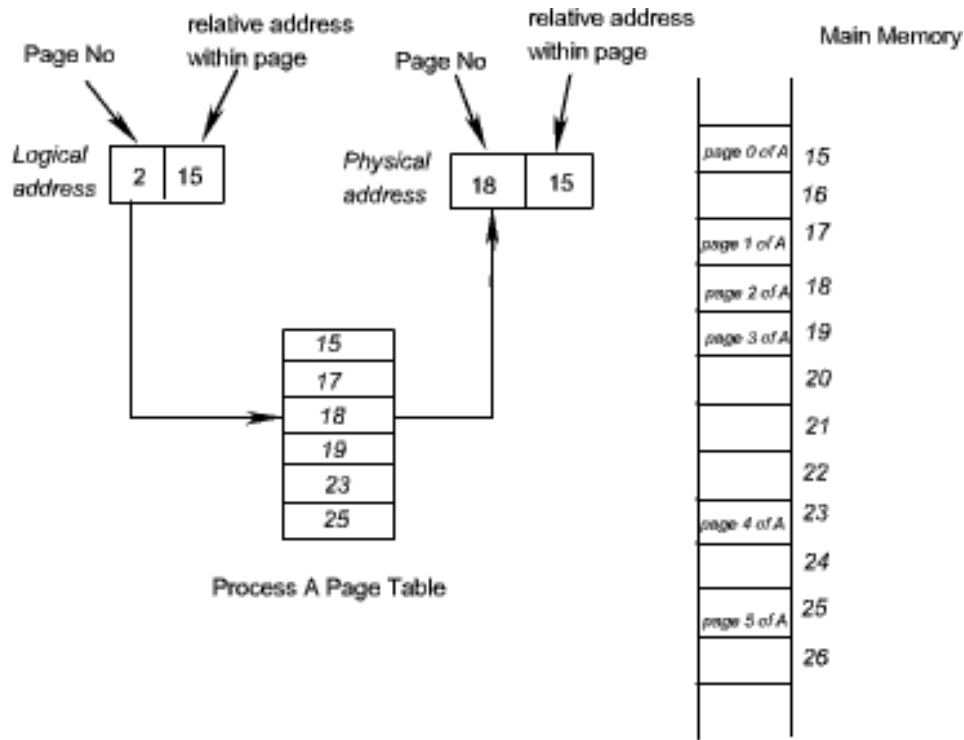 Page No
relative address
within page
Page No
relative address
within page
Main Memory
Logical
address
2 15
Physical
address
18 15
15
17
18
19
23
25
Process A Page Table
page 0 of A 15
16
page 1 of A 17
page 2 of A 18
page 3 of A 19
20
21
22
page 4 of A 23
24
page 5 of A 25
26